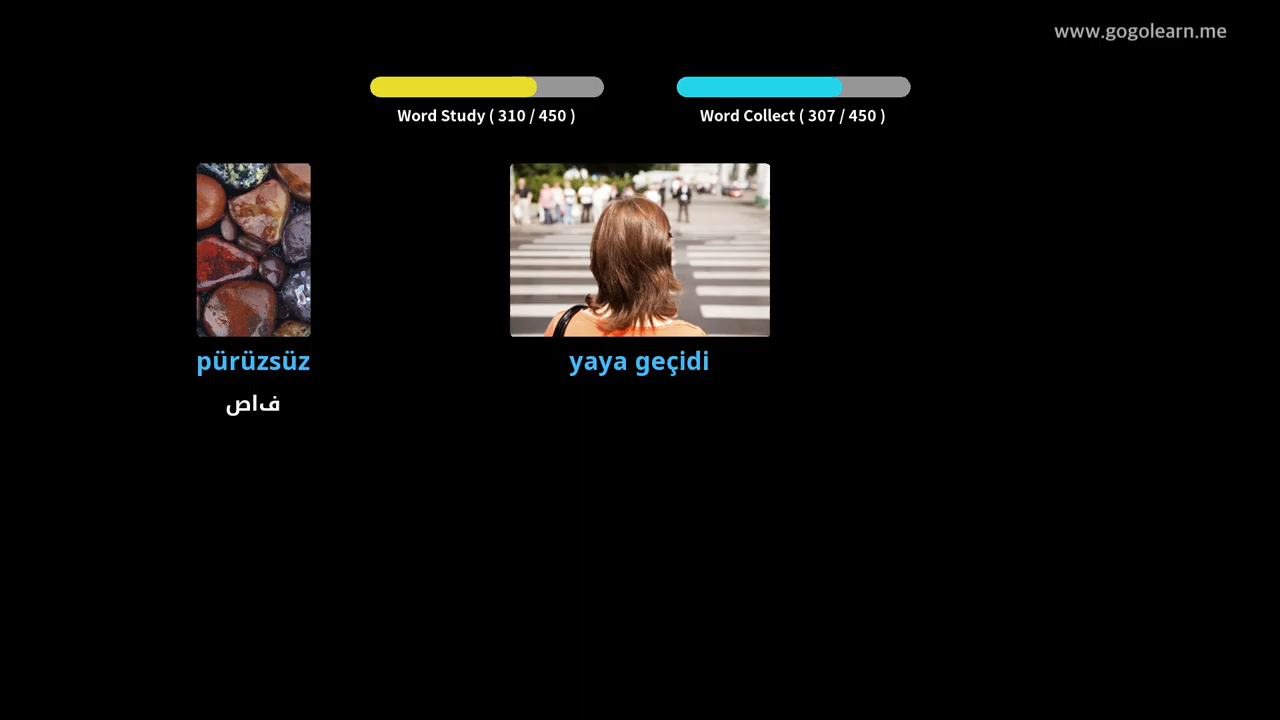 www.gogolearn.me
Word Study ( 310 / 450 )
Word Collect ( 307 / 450 )
pürüzsüz
yaya geçidi
فاص